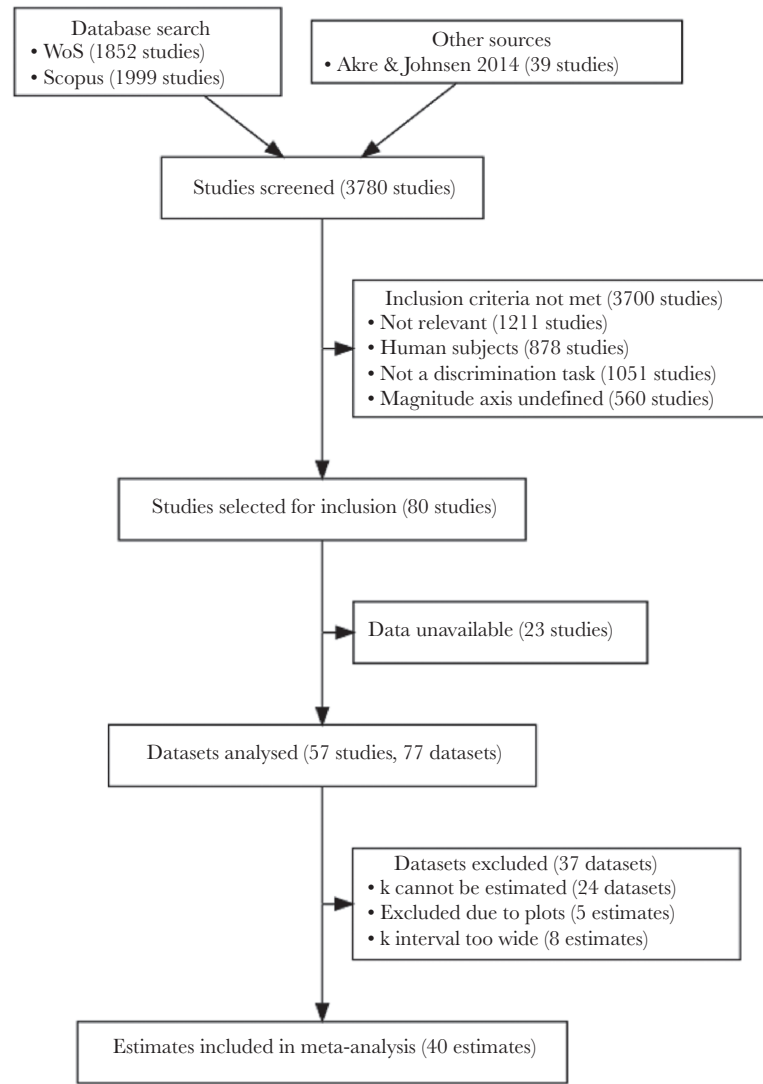 Database search
• WoS (1852 studies)
• Scopus (1999 studies)
Other sources
• Akre & Johnsen 2014 (39 studies)
Studies screened (3780 studies)
Inclusion criteria not met (3700 studies)
• Not relevant (1211 studies)
• Human subjects (878 studies)
• Not a discrimination task (1051 studies)
• Magnitude axis undefined (560 studies)
Studies selected for inclusion (80 studies)
Data unavailable (23 studies)
Datasets analysed (57 studies, 77 datasets)
Datasets excluded (37 datasets)
• k cannot be estimated (24 datasets)
• Excluded due to plots (5 estimates)
• k interval too wide (8 estimates)
Estimates included in meta-analysis (40 estimates)